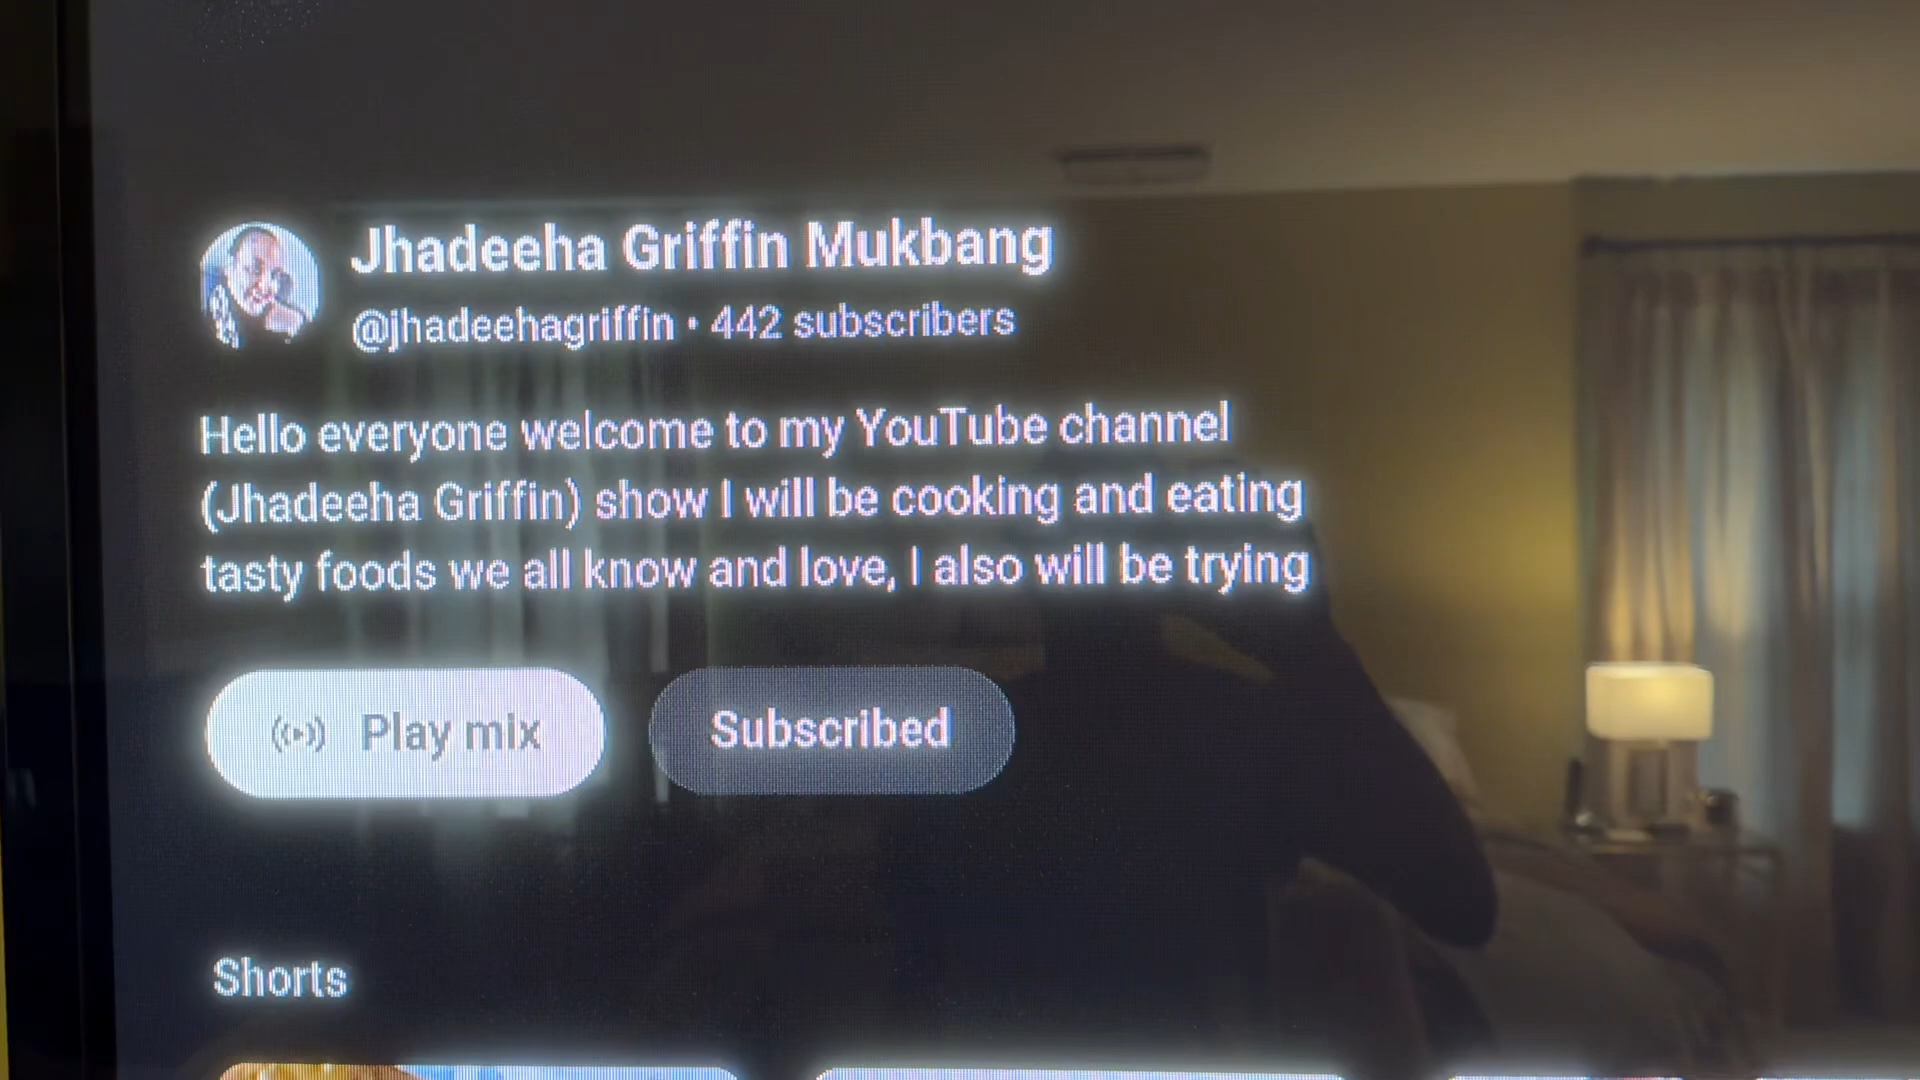 Jhadeeha Griffin Mukbang
@jhadeehagriffin • 442 subscribers
Hello everyone welcome to my YouTube channel
(Jhadeeha Griffin) show I will be cooking and eating
tasty foods we all know and love, I also will be trying
Play mix
Subscribed
Shorts